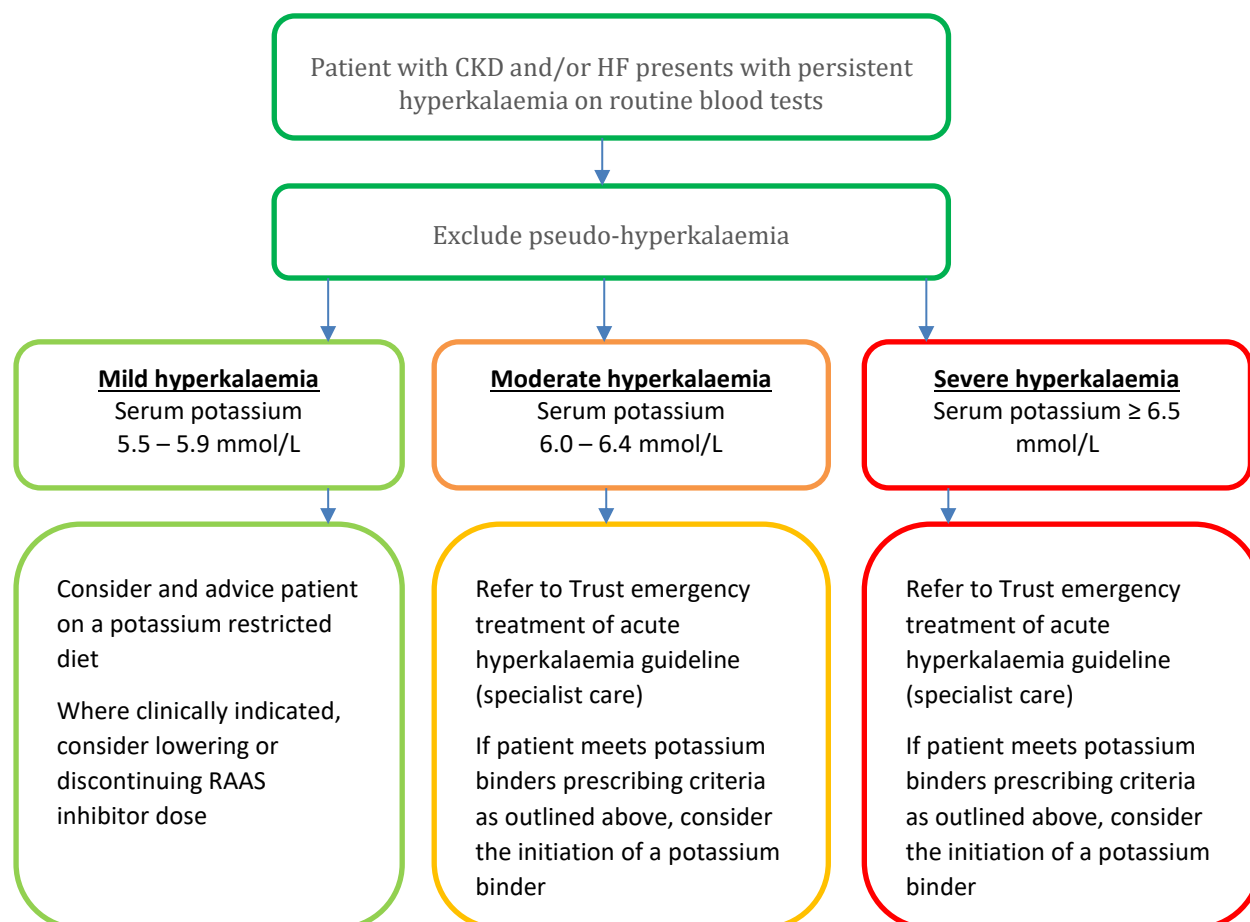 Patient with CKD and/or HF presents with persistent
hyperkalaemia on routine blood tests
Exclude pseudo-hyperkalaemia
Mild hyperkalaemia
Serum potassium
5.5 – 5.9 mmol/L
Moderate hyperkalaemia
Serum potassium
6.0 – 6.4 mmol/L
Severe hyperkalaemia
Serum potassium ≥ 6.5
mmol/L
Consider and advice patient
on a potassium restricted
diet
Where clinically indicated,
consider lowering or
discontinuing RAAS
inhibitor dose
Refer to Trust emergency
treatment of acute
hyperkalaemia guideline
(specialist care)
If patient meets potassium
binders prescribing criteria
as outlined above, consider
the initiation of a potassium
binder
Refer to Trust emergency
treatment of acute
hyperkalaemia guideline
(specialist care)
If patient meets potassium
binders prescribing criteria
as outlined above, consider
the initiation of a potassium
binder